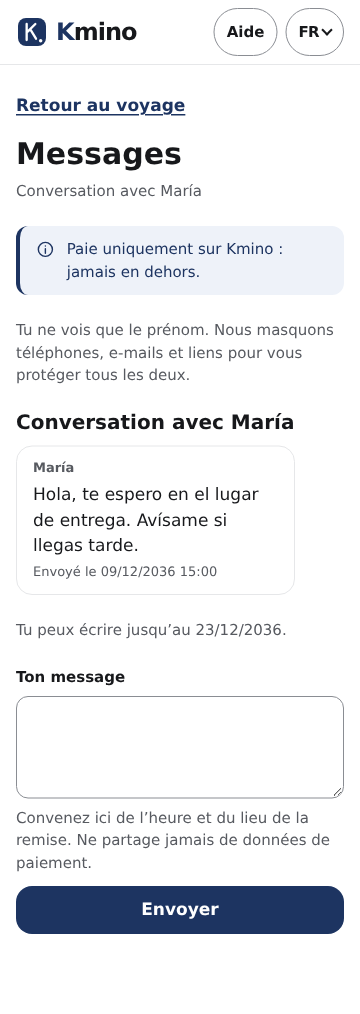 K. Kmino
Aide
FR
Retour au voyage
Messages
Conversation avec María
Paie uniquement sur Kmino :
jamais en dehors.
Tu ne vois que le prénom. Nous masquons
téléphones, e-mails et liens pour vous
protéger tous les deux.
Conversation avec María
María
Hola, te espero en el lugar
de entrega. Avísame si
llegas tarde.
Envoyé le 09/12/2036 15:00
Tu peux écrire jusqu’au 23/12/2036.
Ton message
Convenez ici de l’heure et du lieu de la
remise. Ne partage jamais de données de
paiement.
Envoyer